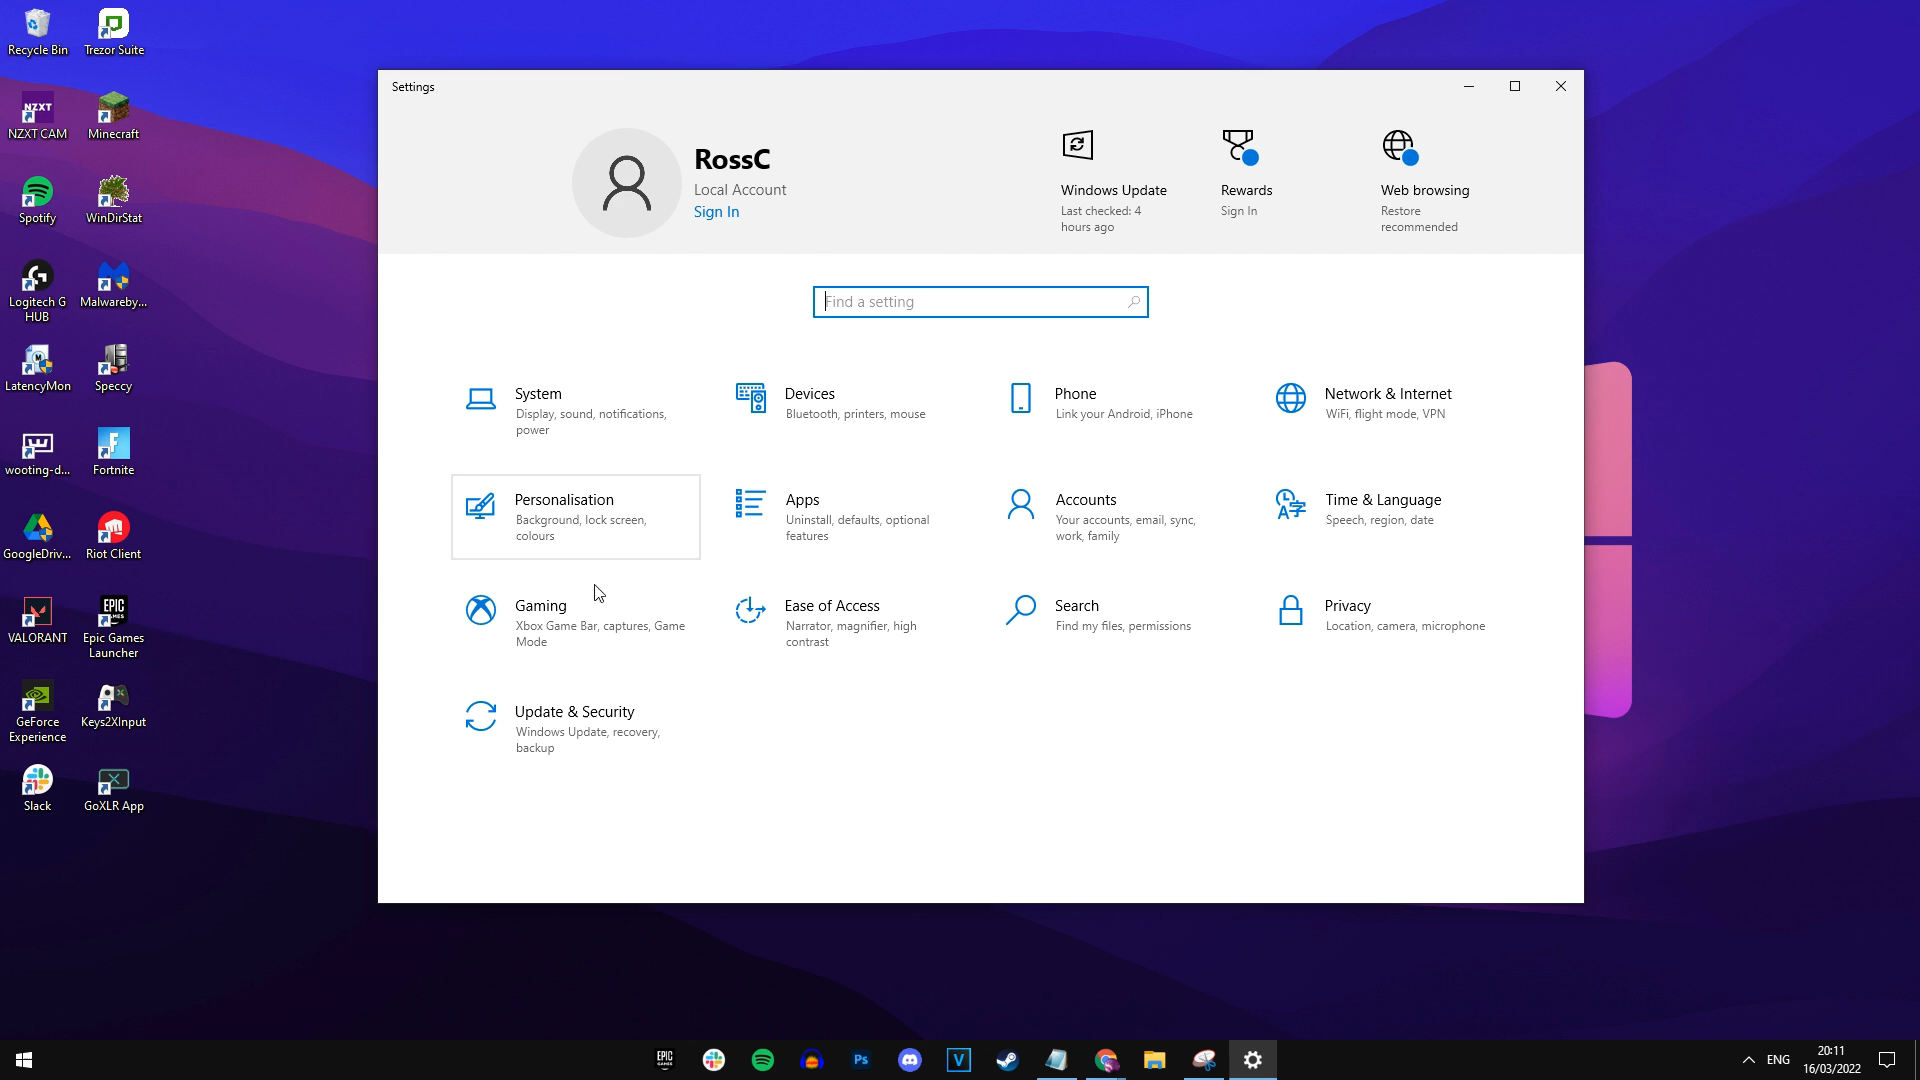 Recycle Bin
Trezor Suite
NZXT
NZXT CAM
Minecraft
Spotify
WinDirStat
Logitech G
HUB
Malwareby...
LatencyMon
Speccy
wooting-d...
Fortnite
GoogleDriv...
Riot Client
VALORANT
EPIC
GAMES
Epic Games
Launcher
GeForce
Experience
Keys2XInput
Slack
GoXLR App
Settings
RossC
Local Account
Sign In
Windows Update
Last checked: 4
hours ago
Rewards
Sign In
Web browsing
Restore
recommended
Find a setting
System
Display, sound, notifications,
power
Devices
Bluetooth, printers, mouse
Phone
Link your Android, iPhone
Network & Internet
WiFi, flight mode, VPN
Personalisation
Background, lock screen,
colours
Apps
Uninstall, defaults, optional
features
Accounts
Your accounts, email, sync,
work, family
Time & Language
Speech, region, date
Gaming
Xbox Game Bar, captures, Game
Mode
Ease of Access
Narrator, magnifier, high
contrast
Search
Find my files, permissions
Privacy
Location, camera, microphone
Update & Security
Windows Update, recovery,
backup
EPIC
GAMES
Ps
V
ENG
20:11
16/03/2022